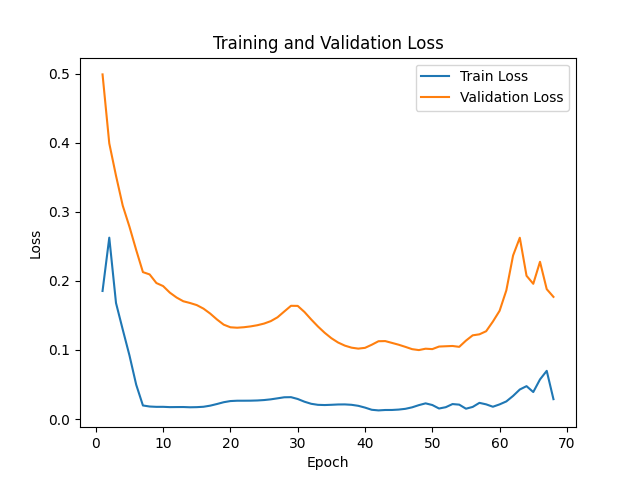 Training and Validation Loss
Train Loss
Validation Loss
Loss
0.5
0.4
0.3
0.2
0.1
0.0
0 10 20 30 40 50 60 70
Epoch